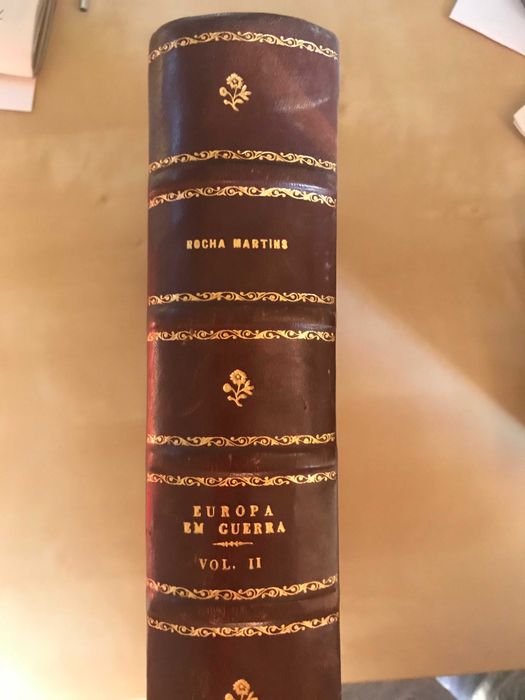 ROCHA MARTINS
EUROPA
EM GUERRA
VOL. II